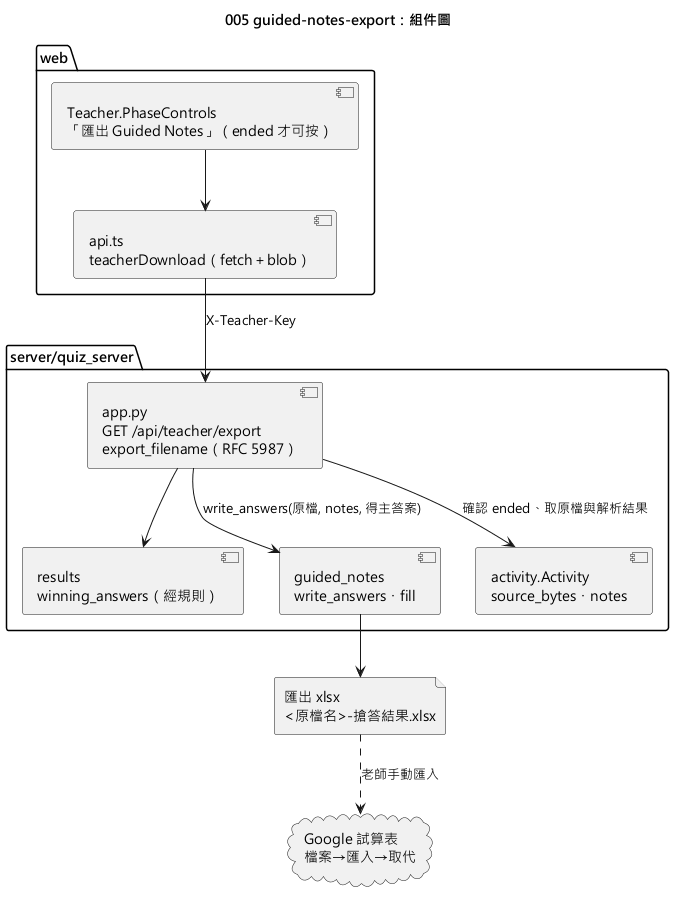 005 guided-notes-export：組件圖
web
Teacher.PhaseControls
「匯出 Guided Notes」（ended 才可按）
api.ts
teacherDownload（fetch + blob）
X-Teacher-Key
server/quiz_server
app.py
GET /api/teacher/export
export_filename（RFC 5987）
write_answers(原檔, notes, 得主答案)
確認 ended、取原檔與解析結果
results
winning_answers（經規則）
guided_notes
write_answers · fill
activity.Activity
source_bytes · notes
匯出 xlsx
<原檔名>-搶答結果.xlsx
老師手動匯入
Google 試算表
檔案→匯入→取代